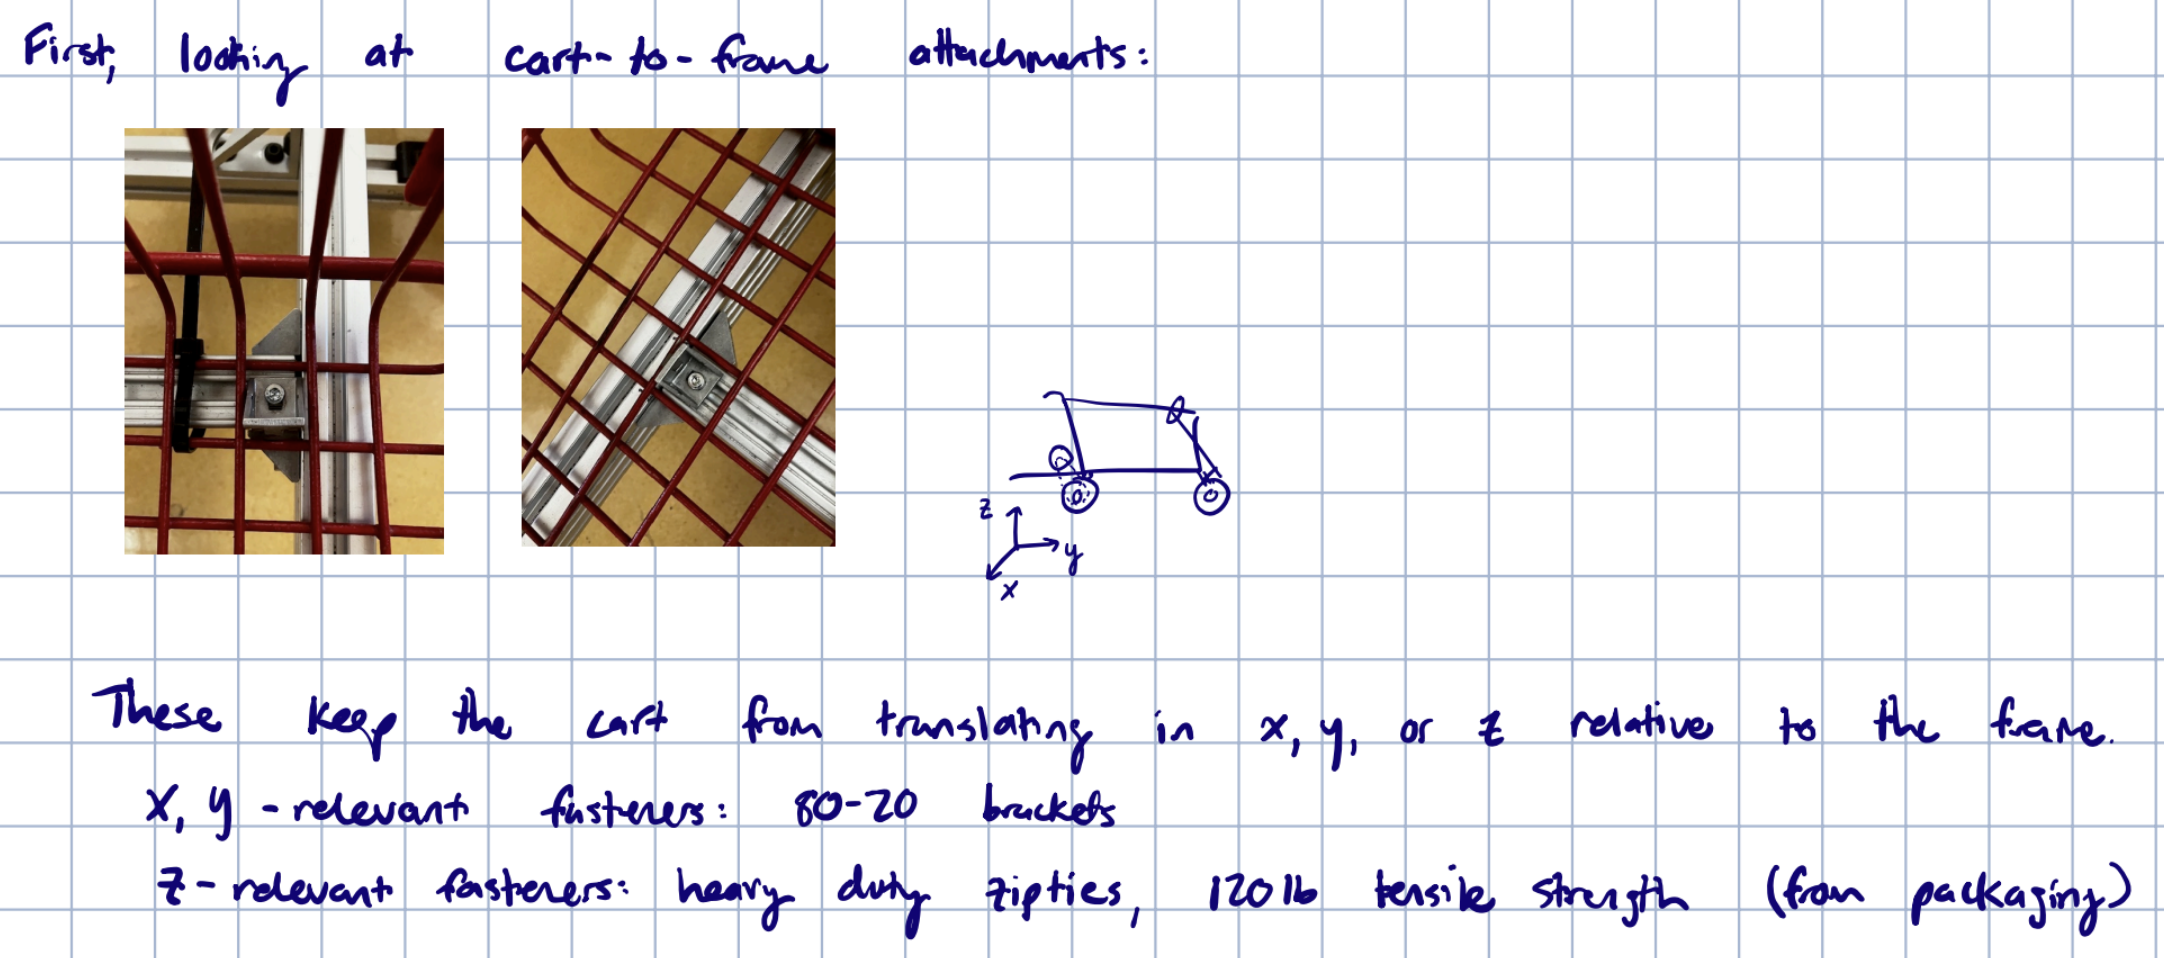 First, looking at cart-to-frame attachments:
z
y
x
These keep the cart from translating in x, y, or z relative to the frame.
x, y - relevant fasteners: 80-20 brackets
z - relevant fasteners: heavy duty zipties, 120 lb tensile strength (from packaging)